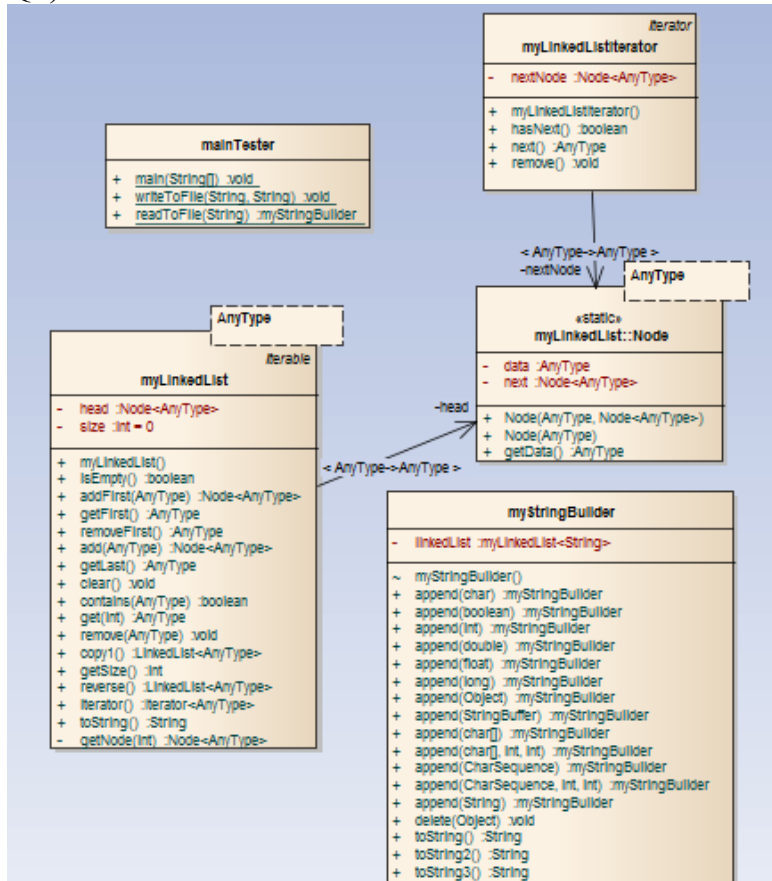 Iterator
myLinkedListIterator
- nextNode :Node<AnyType>
+ myLinkedListIterator()
+ hasNext() :boolean
+ next() :AnyType
+ remove() :void
mainTester
+ main(String[]) :void
+ writeToFile(String, String) :void
+ readToFile(String) :myStringBuilder
< AnyType->AnyType >
-nextNode
AnyType
«static»
myLinkedList::Node
- data :AnyType
- next :Node<AnyType>
+ Node(AnyType, Node<AnyType>)
+ Node(AnyType)
+ getData() :AnyType
AnyType
Iterable
myLinkedList
- head :Node<AnyType>
- size :int = 0
+ myLinkedList()
+ isEmpty() :boolean
+ addFirst(AnyType) :Node<AnyType>
+ getFirst() :AnyType
+ removeFirst() :AnyType
+ add(AnyType) :Node<AnyType>
+ getLast() :AnyType
+ clear() :void
+ contains(AnyType) :boolean
+ get(int) :AnyType
+ remove(AnyType) :void
+ copy1() :LinkedList<AnyType>
+ getSize() :int
+ reverse() :LinkedList<AnyType>
+ iterator() :Iterator<AnyType>
+ toString() :String
- getNode(int) :Node<AnyType>
-head
< AnyType->AnyType >
myStringBuilder
- linkedList :myLinkedList<String>
~ myStringBuilder()
+ append(char) :myStringBuilder
+ append(boolean) :myStringBuilder
+ append(int) :myStringBuilder
+ append(double) :myStringBuilder
+ append(float) :myStringBuilder
+ append(long) :myStringBuilder
+ append(Object) :myStringBuilder
+ append(StringBuffer) :myStringBuilder
+ append(char[]) :myStringBuilder
+ append(char[], int, int) :myStringBuilder
+ append(CharSequence) :myStringBuilder
+ append(CharSequence, int, int) :myStringBuilder
+ append(String) :myStringBuilder
+ delete(Object) :void
+ toString() :String
+ toString2() :String
+ toString3() :String